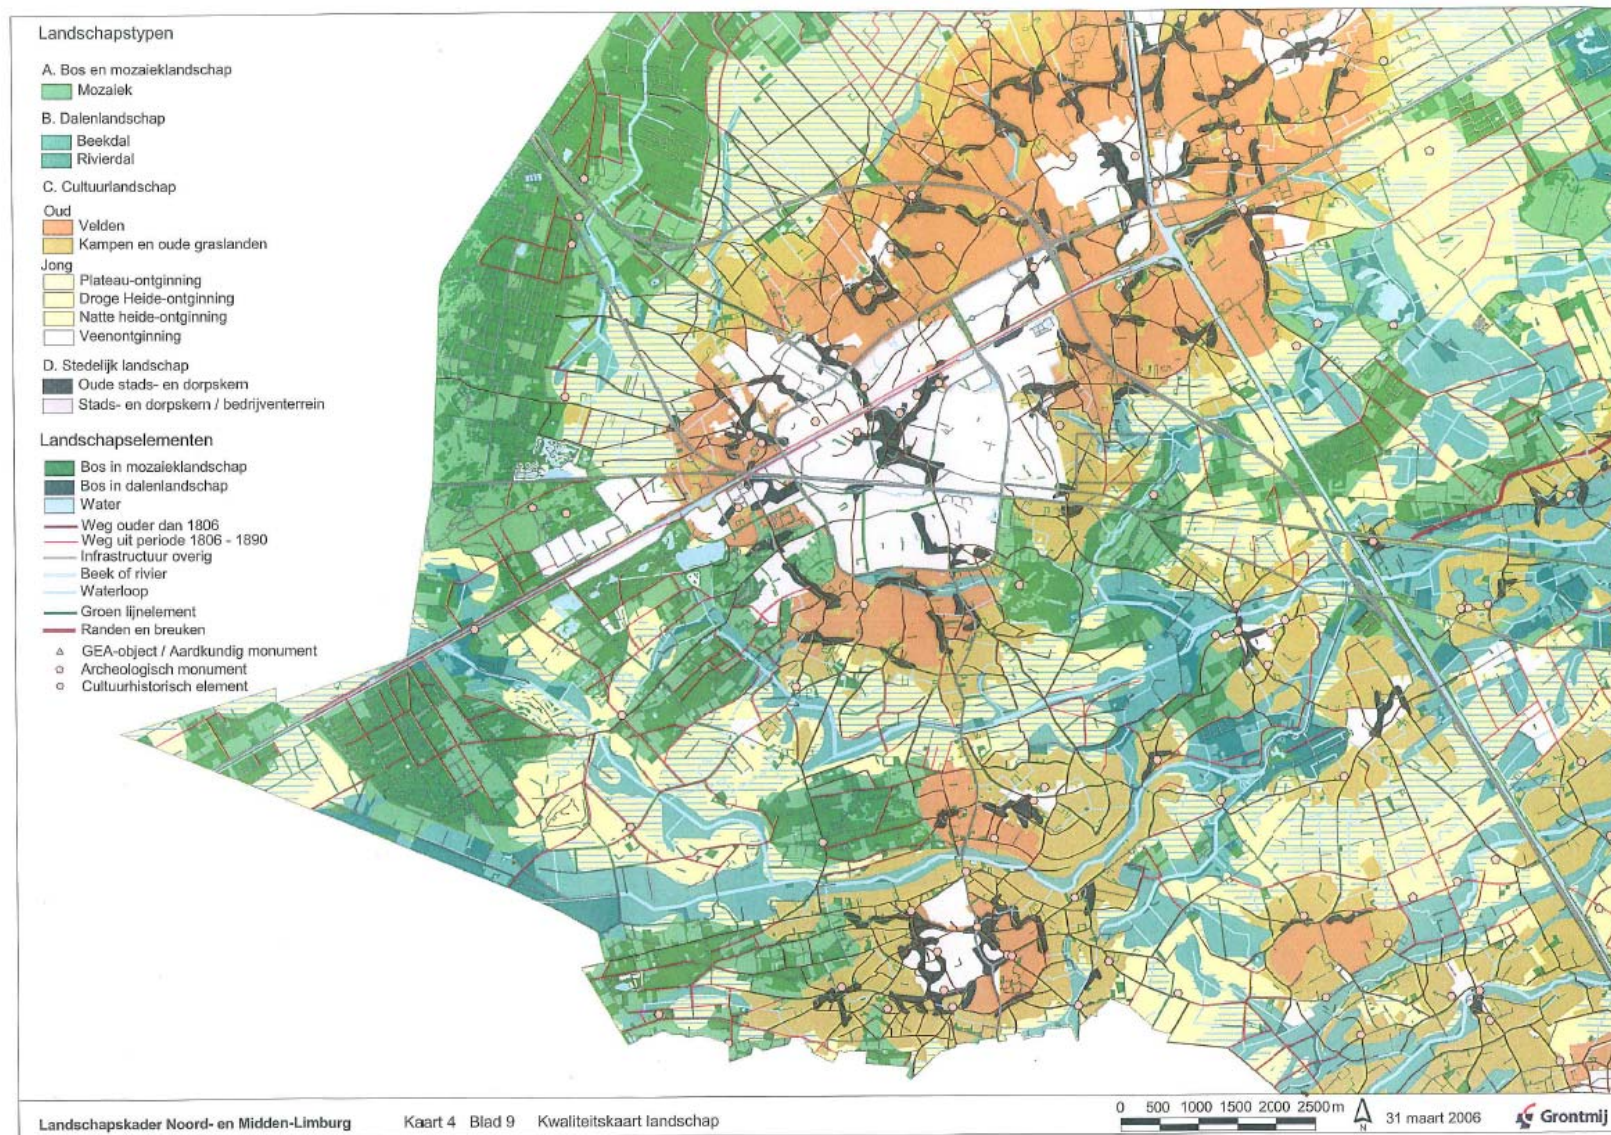 Landschapstypen
A. Bos en mozaieklandschap
Mozaiek
B. Dalenlandschap
Beekdal
Rivierdal
C. Cultuurlandschap
Oud
Velden
Kampen en oude graslanden
Jong
Plateau-ontginning
Droge Heide-ontginning
Natte heide-ontginning
Veenontginning
D. Stedelijk landschap
Oude stads- en dorpskern
Stads- en dorpskern / bedrijventerrein
Landschapselementen
Bos in mozaieklandschap
Bos in dalenlandschap
Water
Weg ouder dan 1806
Weg uit periode 1806 - 1890
Infrastructuur overig
Beek of rivier
Waterloop
Groen lijnelement
Randen en breuken
GEA-object / Aardkundig monument
Archeologisch monument
Cultuurhistorisch element
Landschapskader Noord- en Midden-Limburg Kaart 4 Blad 9 Kwaliteitskaart landschap
0 500 1000 1500 2000 2500m N 31 maart 2006 Grontmij